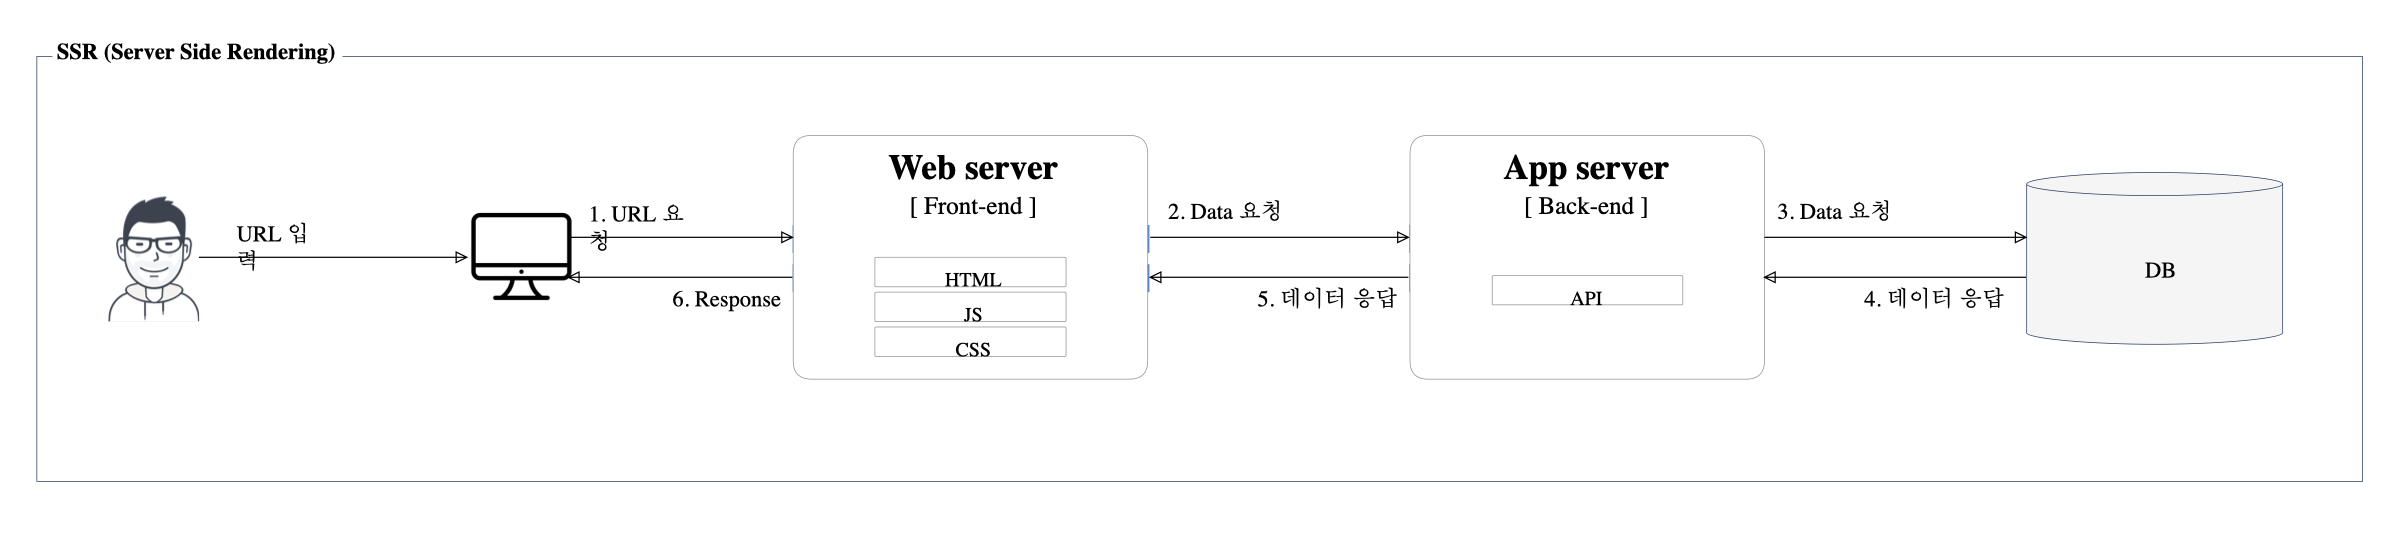 SSR (Server Side Rendering)
URL 입
력
1. URL 요
청
6. Response
Web server
[ Front-end ]
HTML
JS
CSS
2. Data 요청
5. 데이터 응답
App server
[ Back-end ]
API
3. Data 요청
4. 데이터 응답
DB